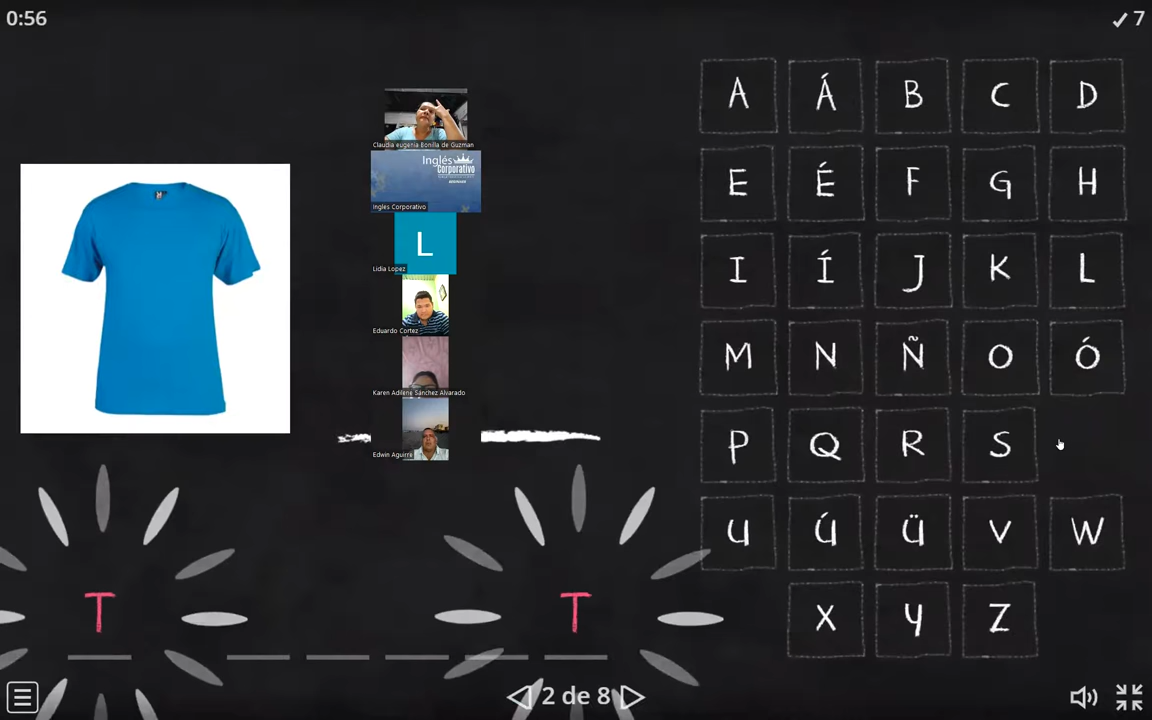 0:56
✓ 7
Claudia eugenia Bonilla de Guzman
Inglés
Corporativo
Ingles Corporativo
L
Lidia Lopez
Eduardo Cortez
Karen Adilene Sanchez Alvarado
Edwin Aguirre
A Á B C D
E É F G H
I Í J K L
M N Ñ O Ó
P Q R S
U Ú Ü V W
X Y Z
T T
2 de 8